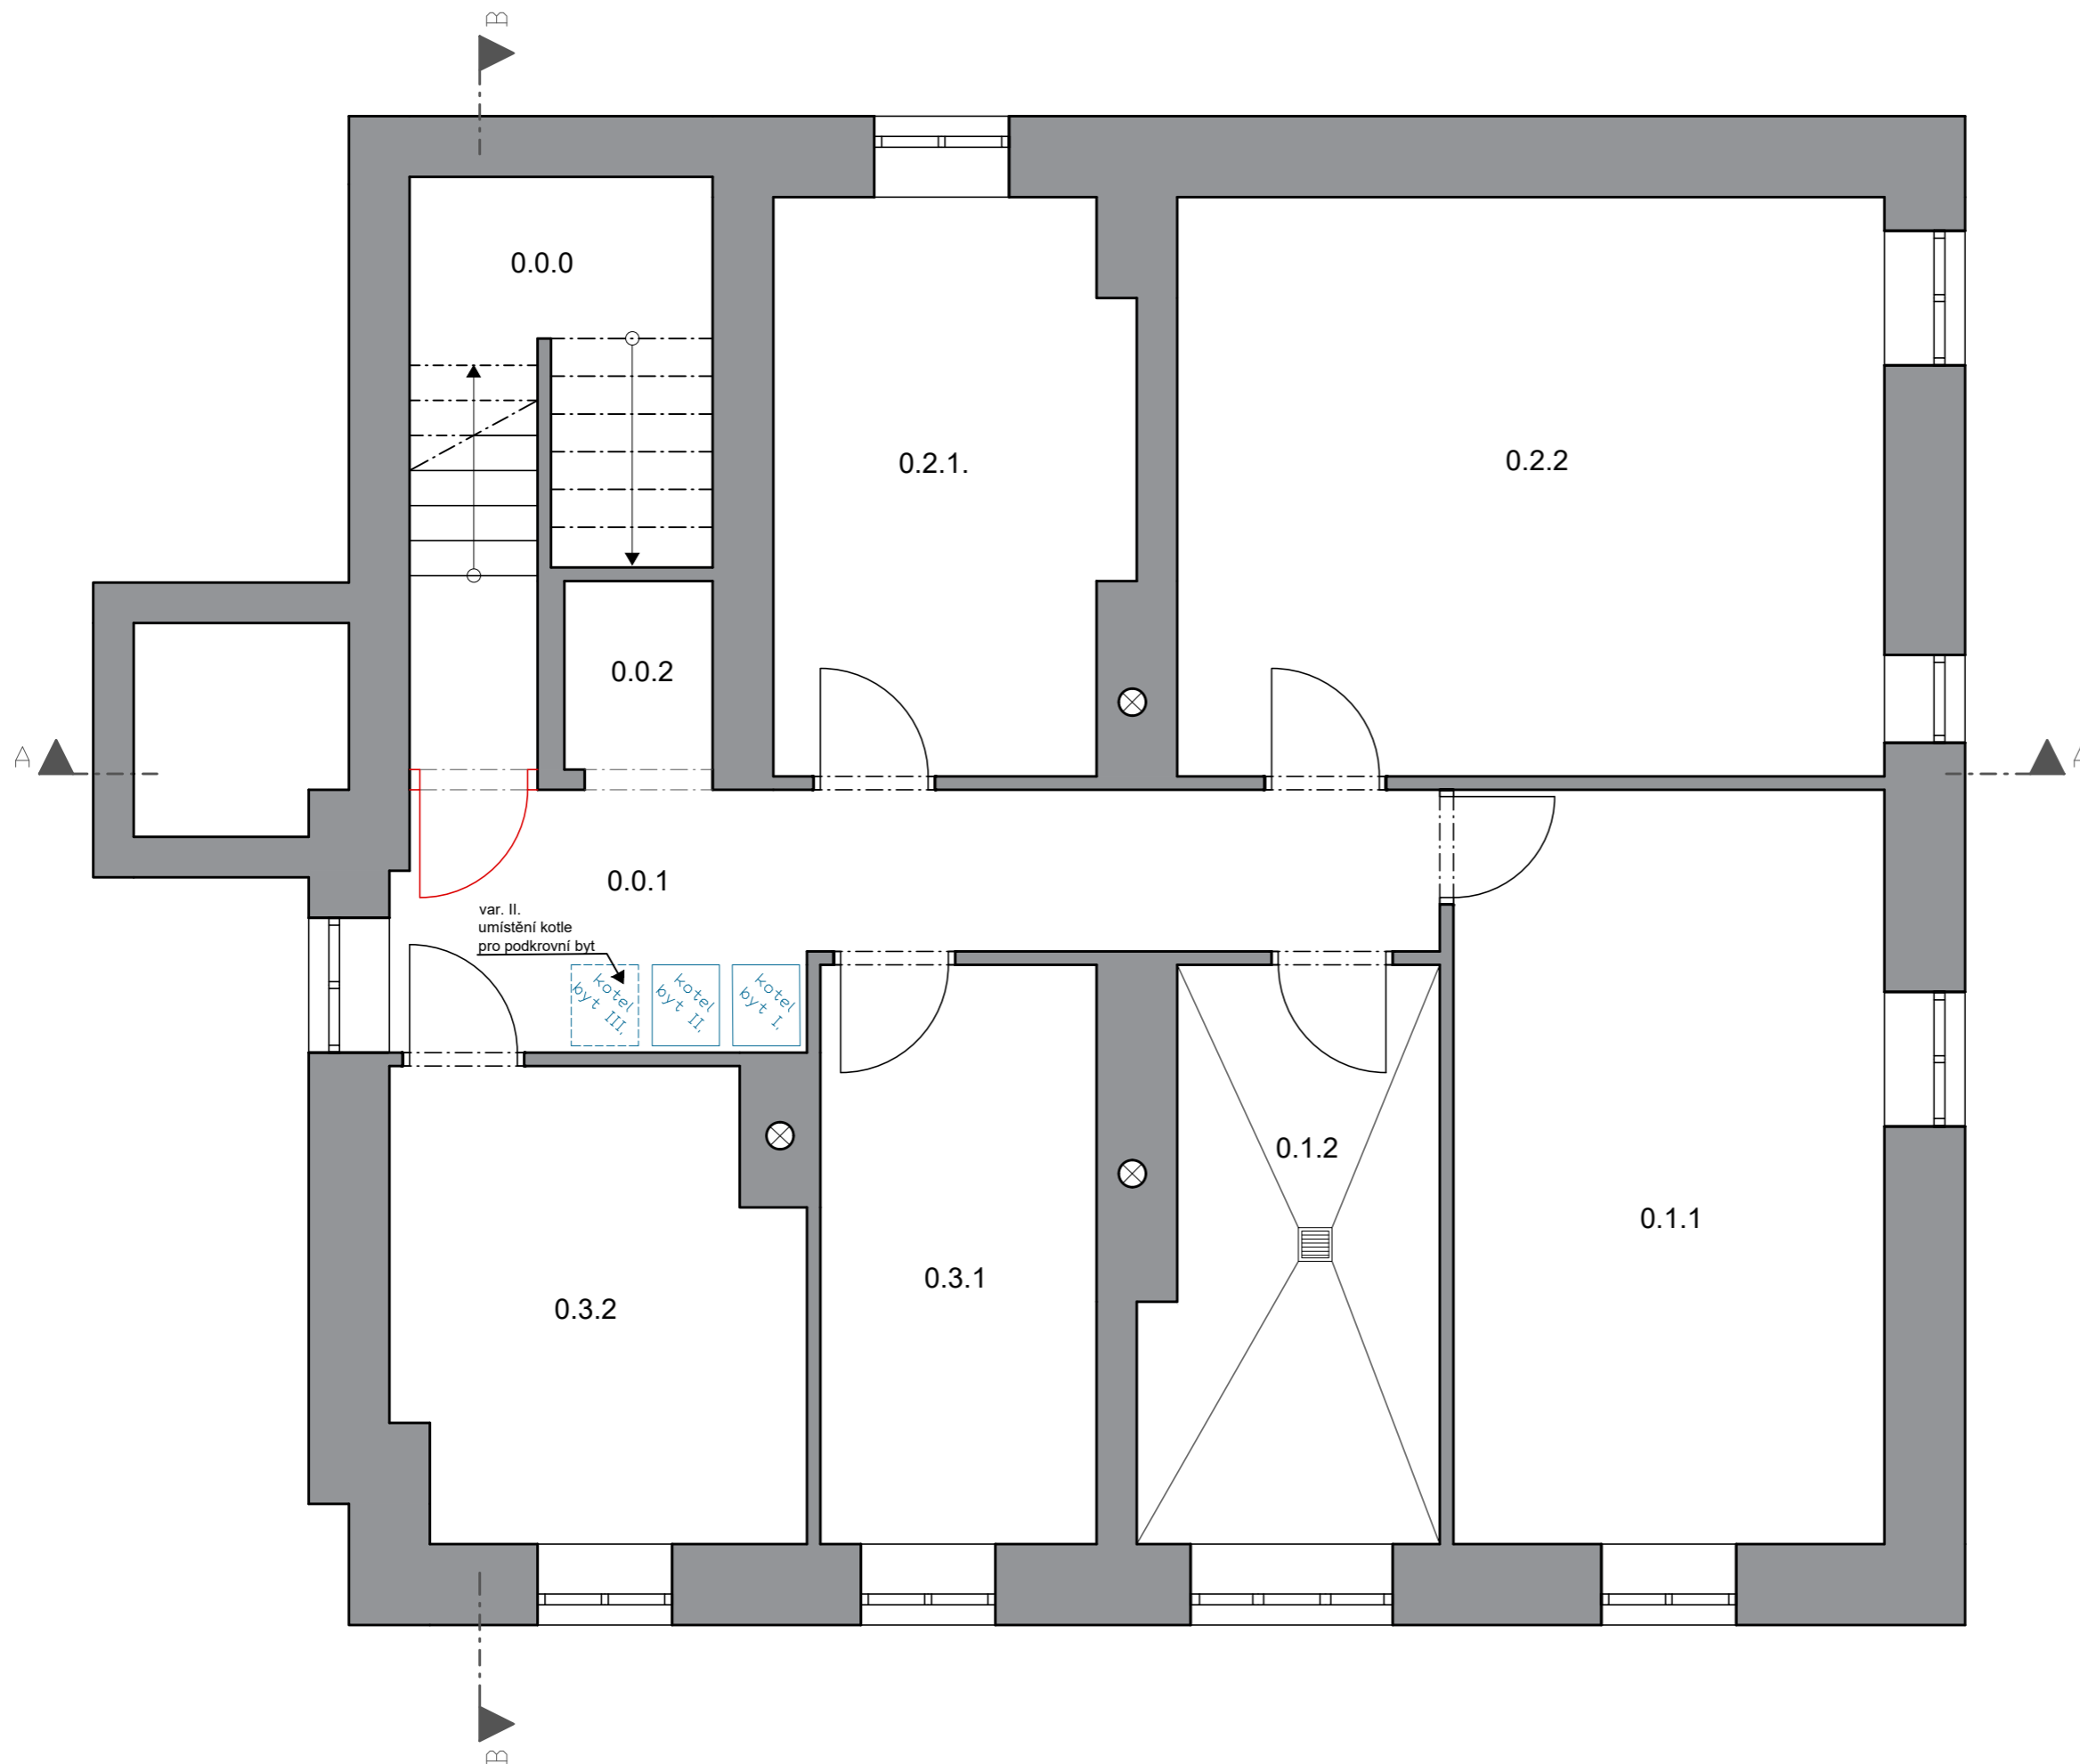 B
0.0.0
0.2.1.
0.2.2
0.0.2
A
A
0.0.1
var. II.
umístění kotle
pro podkrovní byt
kotel
byt III.
kotel
byt II.
kotel
byt I.
0.1.2
0.1.1
0.3.1
0.3.2
B